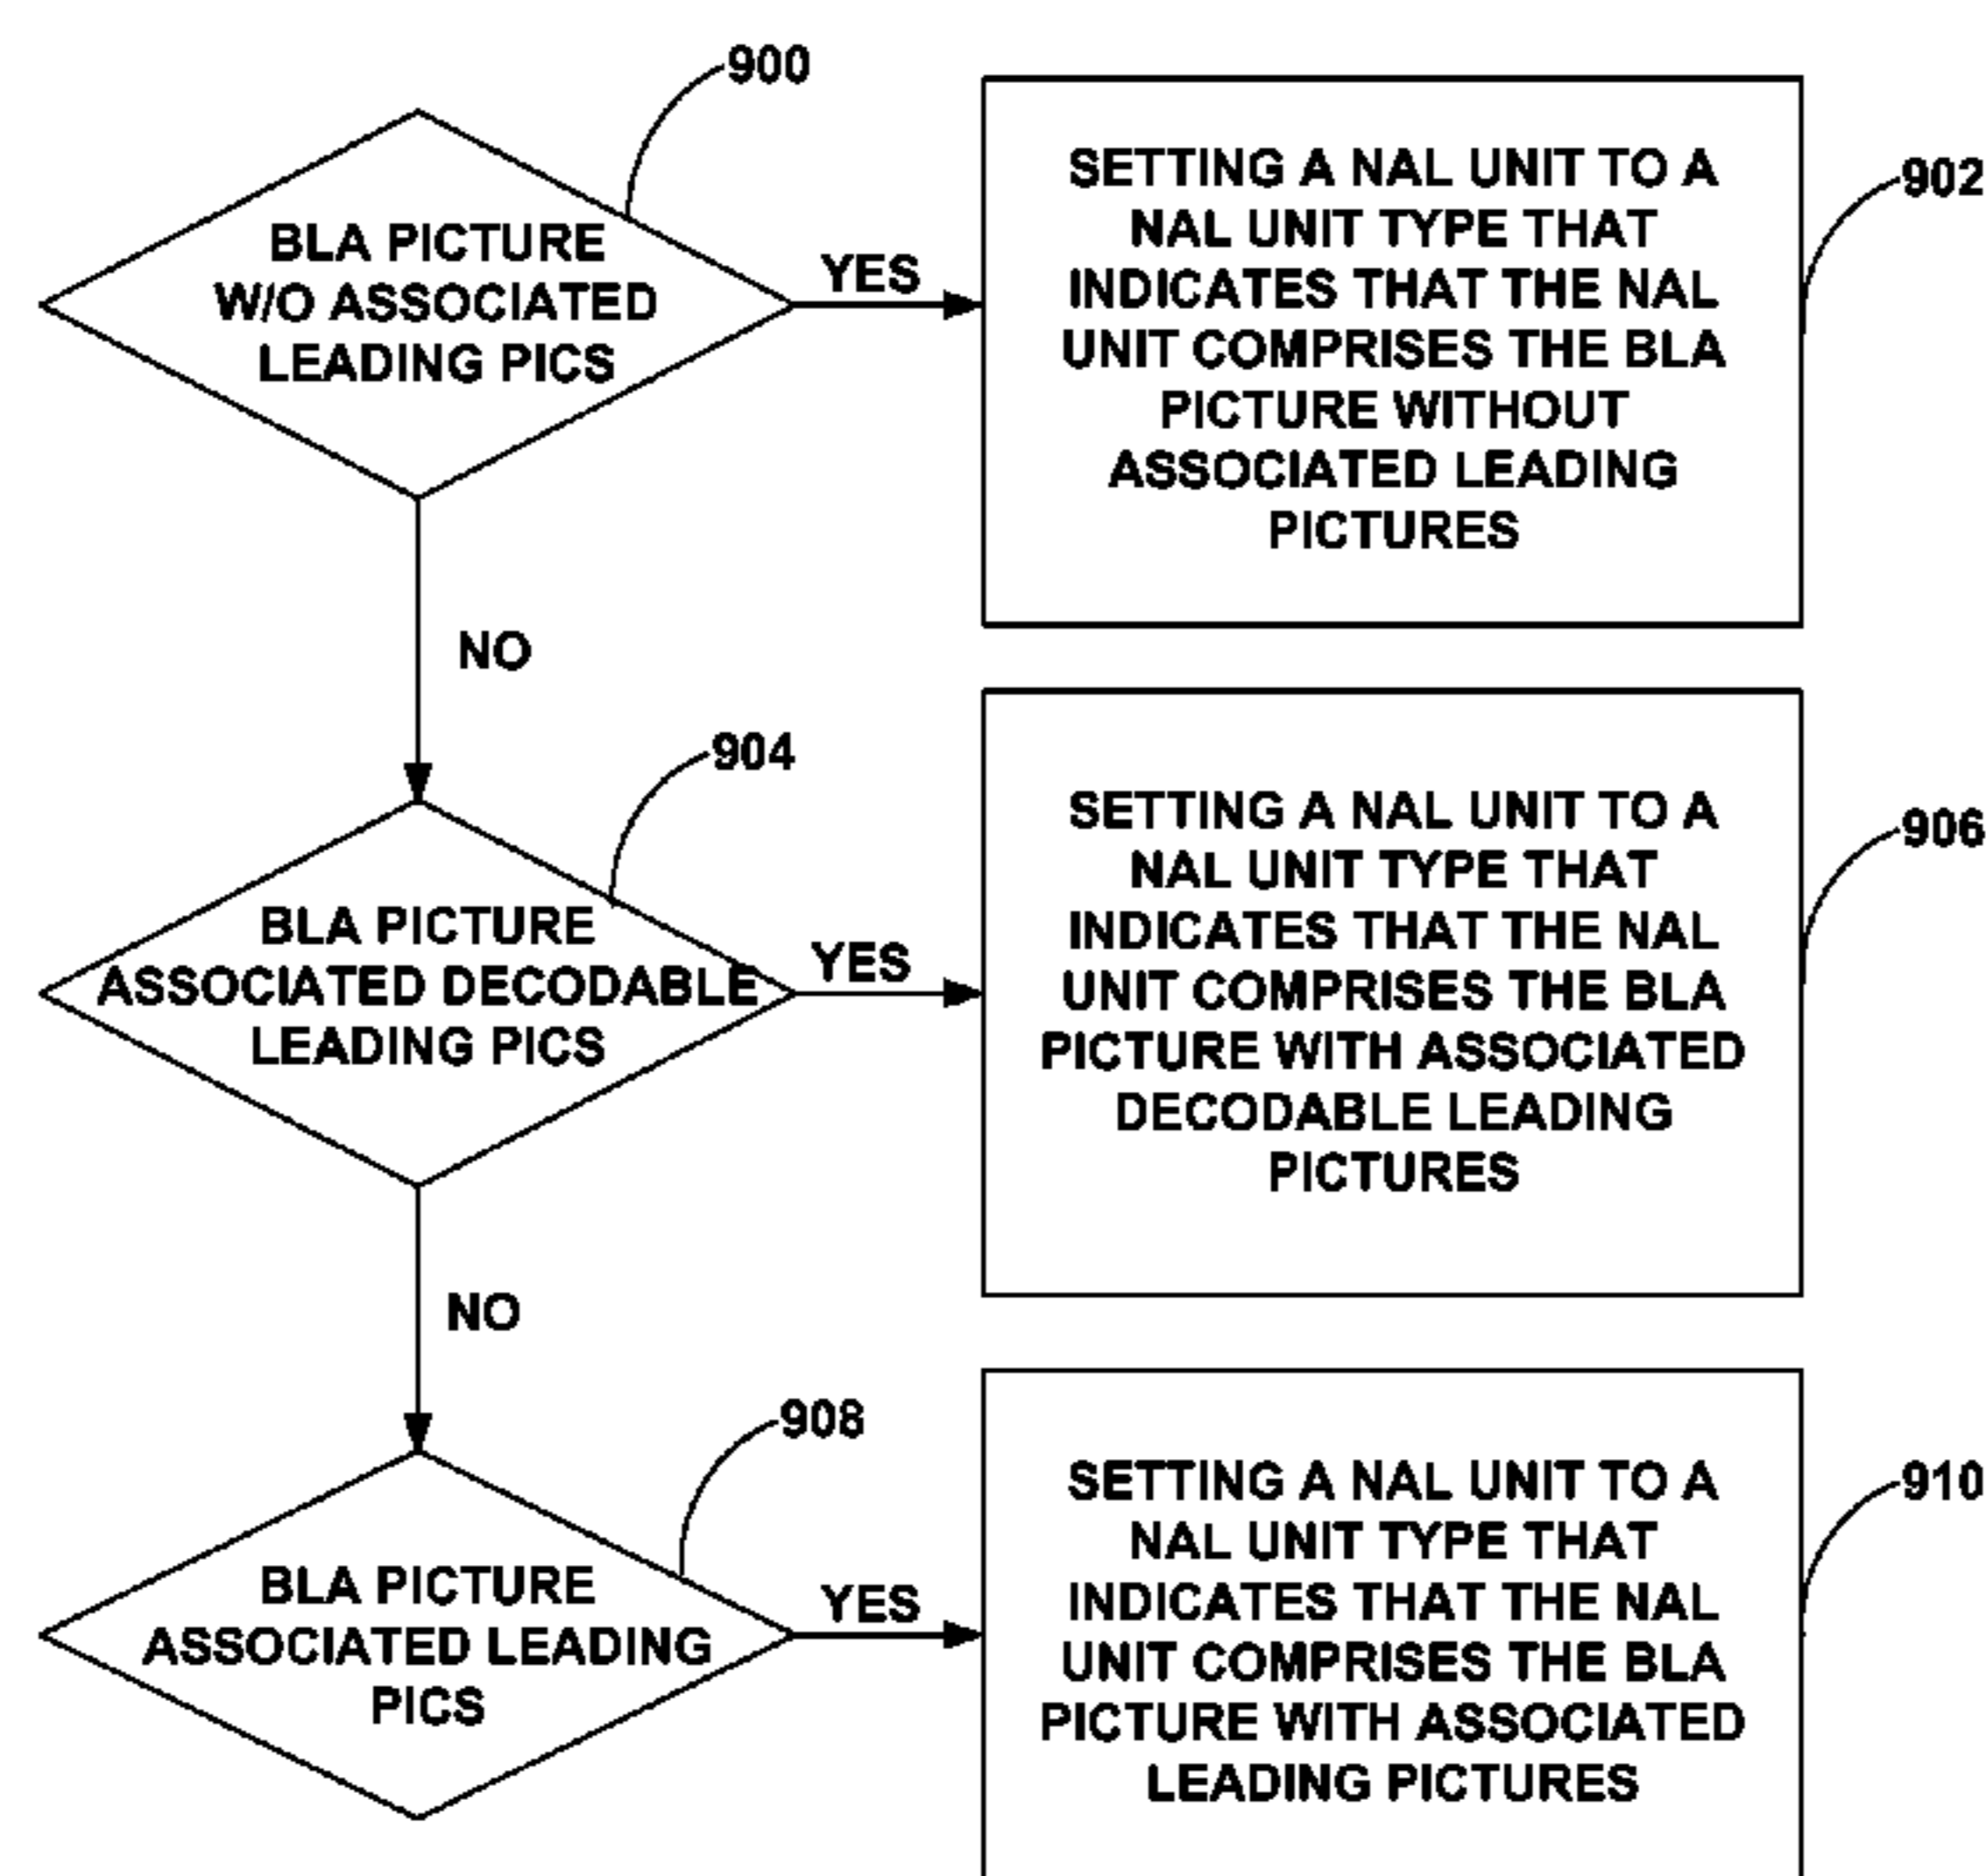 900
BLA PICTURE
W/O ASSOCIATED
LEADING PICS
YES
SETTING A NAL UNIT TO A
NAL UNIT TYPE THAT
INDICATES THAT THE NAL
UNIT COMPRISES THE BLA
PICTURE WITHOUT
ASSOCIATED LEADING
PICTURES
902
NO
904
BLA PICTURE
ASSOCIATED DECODABLE
LEADING PICS
YES
SETTING A NAL UNIT TO A
NAL UNIT TYPE THAT
INDICATES THAT THE NAL
UNIT COMPRISES THE BLA
PICTURE WITH ASSOCIATED
DECODABLE LEADING
PICTURES
906
NO
908
BLA PICTURE
ASSOCIATED LEADING
PICS
YES
SETTING A NAL UNIT TO A
NAL UNIT TYPE THAT
INDICATES THAT THE NAL
UNIT COMPRISES THE BLA
PICTURE WITH ASSOCIATED
LEADING PICTURES
910